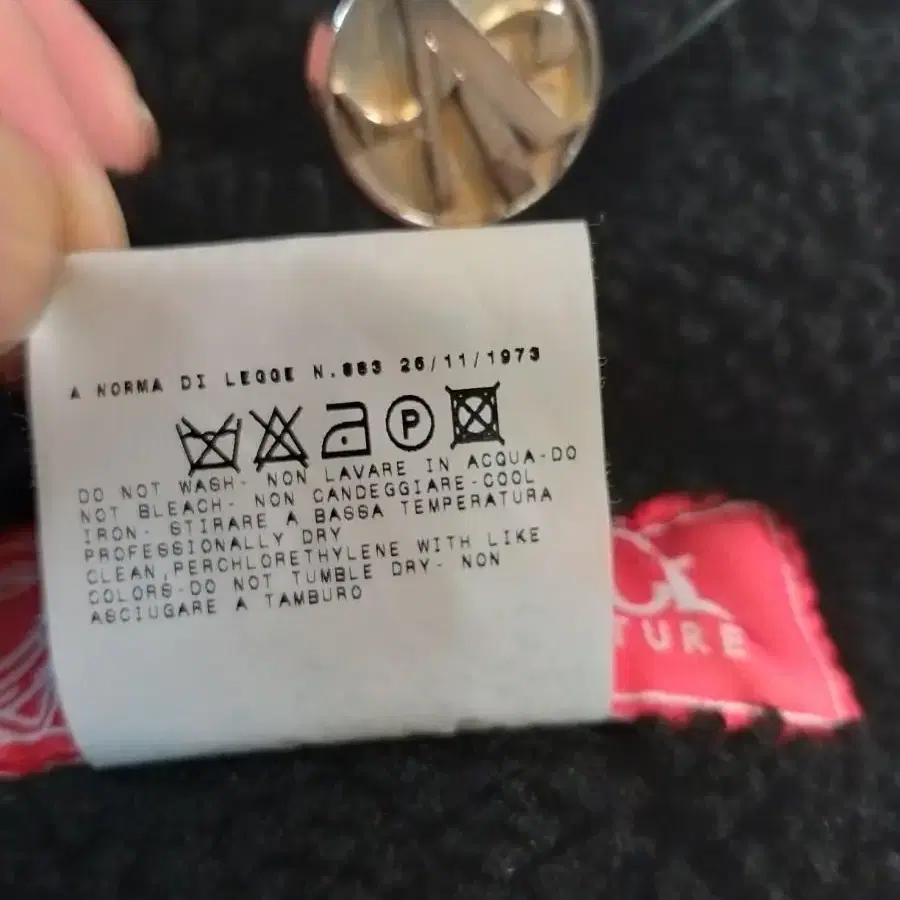 A NORMA DI LEGGE N.883 26/11/1973
P
DO NOT WASH- NON LAVARE IN ACQUA-DO
NOT BLEACH- NON CANDEGGIARE-COOL
IRON- STIRARE A BASSA TEMPERATURA
PROFESSIONALLY DRY
CLEAN,PERCHLORETHYLENE WITH LIKE
COLORS-DO NOT TUMBLE DRY- NON
ASCIUGARE A TAMBURO